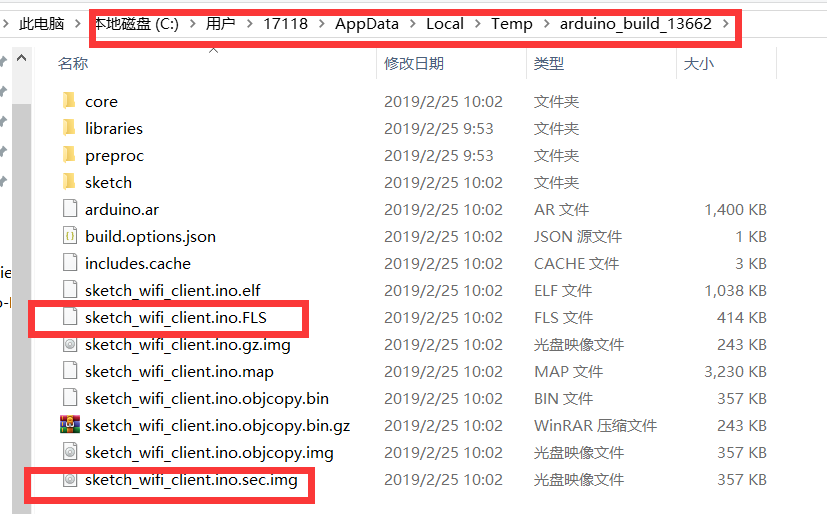 此电脑 > 本地磁盘 (C:) > 用户 > 17118 > AppData > Local > Temp > arduino_build_13662 >
名称 修改日期 类型 大小
core 2019/2/25 10:02 文件夹
libraries 2019/2/25 9:53 文件夹
preproc 2019/2/25 9:53 文件夹
sketch 2019/2/25 10:02 文件夹
arduino.ar 2019/2/25 10:02 AR 文件 1,400 KB
build.options.json 2019/2/25 10:02 JSON 源文件 1 KB
includes.cache 2019/2/25 10:02 CACHE 文件 3 KB
sketch_wifi_client.ino.elf 2019/2/25 10:02 ELF 文件 1,038 KB
sketch_wifi_client.ino.FLS 2019/2/25 10:02 FLS 文件 414 KB
sketch_wifi_client.ino.gz.img 2019/2/25 10:02 光盘映像文件 243 KB
sketch_wifi_client.ino.map 2019/2/25 10:02 MAP 文件 3,230 KB
sketch_wifi_client.ino.objcopy.bin 2019/2/25 10:02 BIN 文件 357 KB
sketch_wifi_client.ino.objcopy.bin.gz 2019/2/25 10:02 WinRAR 压缩文件 243 KB
sketch_wifi_client.ino.objcopy.img 2019/2/25 10:02 光盘映像文件 357 KB
sketch_wifi_client.ino.sec.img 2019/2/25 10:02 光盘映像文件 357 KB